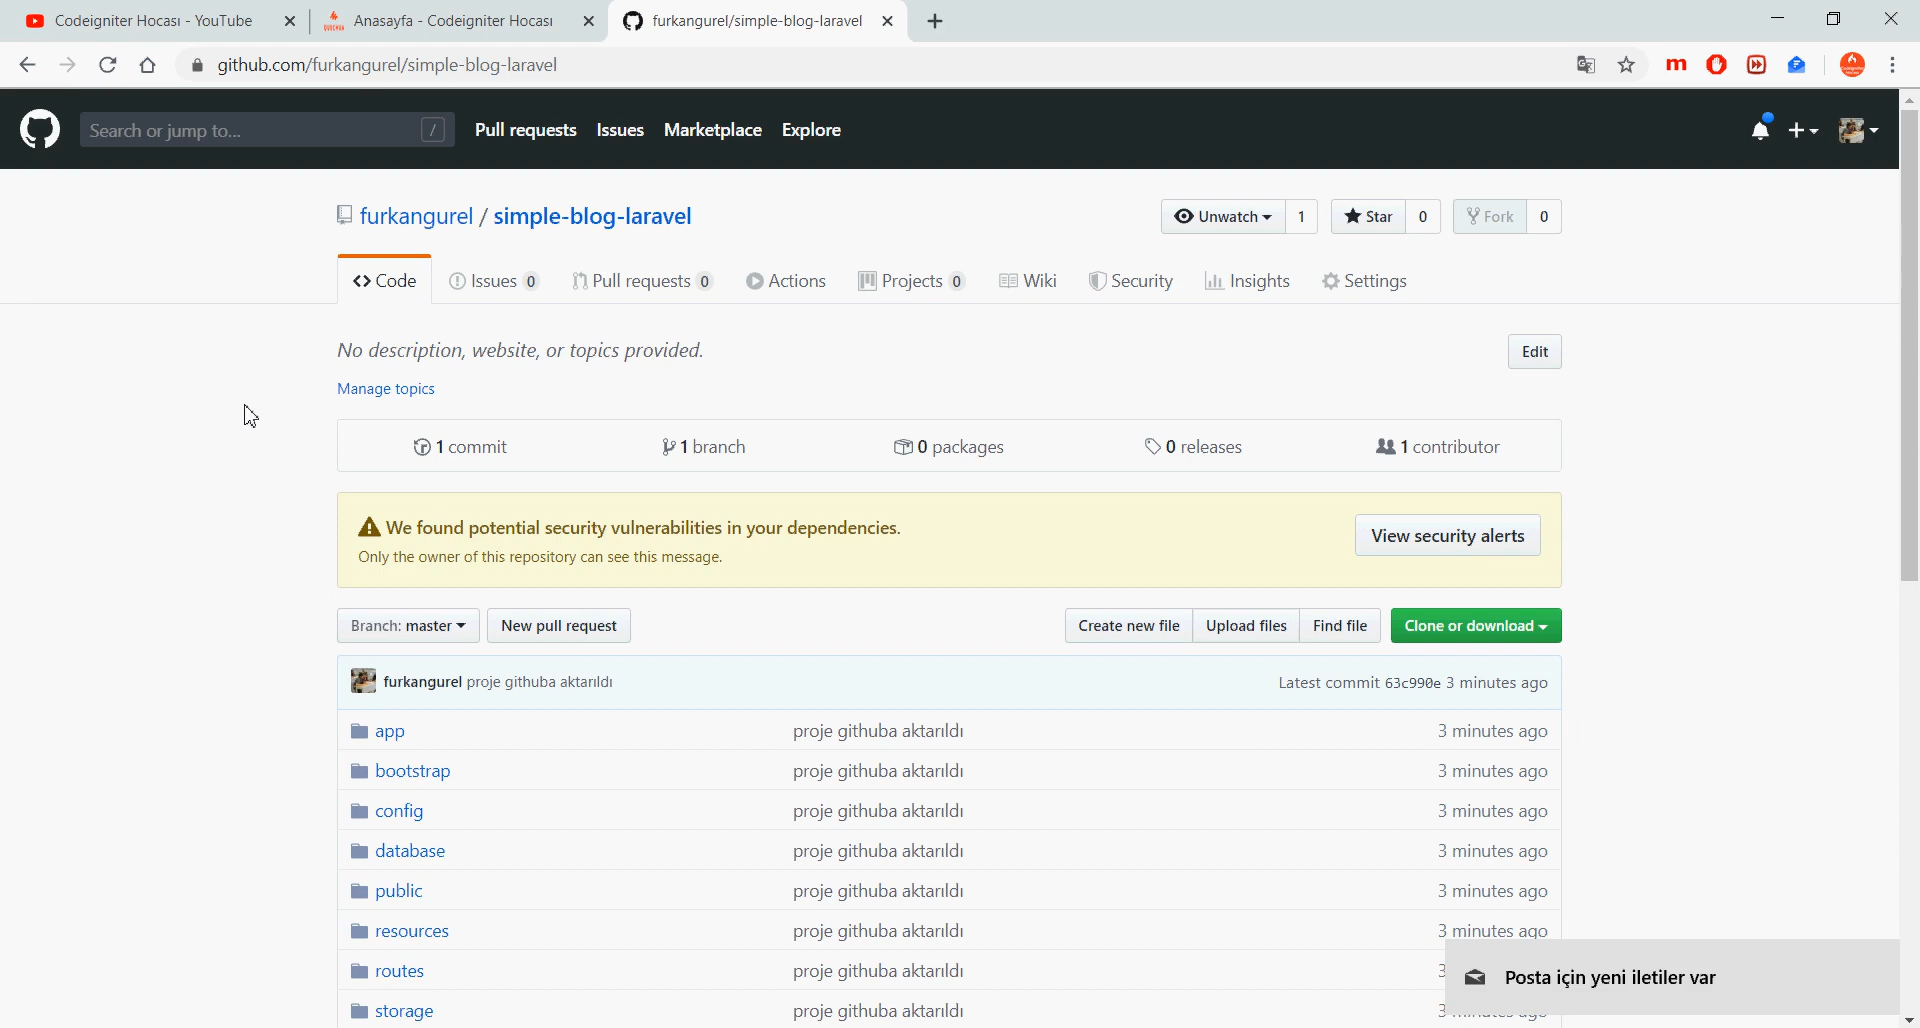 Codeigniter Hocası - YouTube
Anasayfa - Codeigniter Hocası
furkangurel/simple-blog-laravel
github.com/furkangurel/simple-blog-laravel
Search or jump to...
/
Pull requests Issues Marketplace Explore
furkangurel / simple-blog-laravel
Unwatch 1 Star 0 Fork 0
Code Issues 0 Pull requests 0 Actions Projects 0 Wiki Security Insights Settings
No description, website, or topics provided.
Edit
Manage topics
1 commit 1 branch 0 packages 0 releases 1 contributor
We found potential security vulnerabilities in your dependencies.
Only the owner of this repository can see this message.
View security alerts
Branch: master New pull request Create new file Upload files Find file Clone or download
furkangurel proje githuba aktarıldı Latest commit 63c990e 3 minutes ago
app proje githuba aktarıldı 3 minutes ago
bootstrap proje githuba aktarıldı 3 minutes ago
config proje githuba aktarıldı 3 minutes ago
database proje githuba aktarıldı 3 minutes ago
public proje githuba aktarıldı 3 minutes ago
resources proje githuba aktarıldı 3 minutes ago
routes proje githuba aktarıldı 3
storage proje githuba aktarıldı 3
Posta için yeni iletiler var